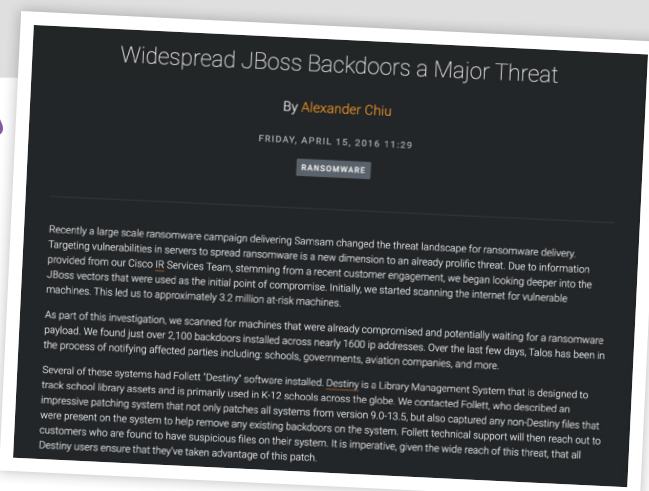 Widespread JBoss Backdoors a Major Threat
By Alexander Chiu
FRIDAY, APRIL 15, 2016 11:29
RANSOMWARE
Recently a large scale ransomware campaign delivering Samsam changed the threat landscape for ransomware delivery.
Targeting vulnerabilities in servers to spread ransomware is a new dimension to an already prolific threat. Due to information
provided from our Cisco IR Services Team, stemming from a recent customer engagement, we began looking deeper into the
JBoss vectors that were used as the initial point of compromise. Initially, we started scanning the internet for vulnerable
machines. This led us to approximately 3.2 million at-risk machines.
As part of this investigation, we scanned for machines that were already compromised and potentially waiting for a ransomware
payload. We found just over 2,100 backdoors installed across nearly 1600 ip addresses. Over the last few days, Talos has been in
the process of notifying affected parties including: schools, governments, aviation companies, and more.
Several of these systems had Follett "Destiny" software installed. Destiny is a Library Management System that is designed to
track school library assets and is primarily used in K-12 schools across the globe. We contacted Follett, who described an
impressive patching system that not only patches all systems from version 9.0-13.5, but also captured any non-Destiny files that
were present on the system to help remove any existing backdoors on the system. Follett technical support will then reach out to
customers who are found to have suspicious files on their system. It is imperative, given the wide reach of this threat, that all
Destiny users ensure that they've taken advantage of this patch.